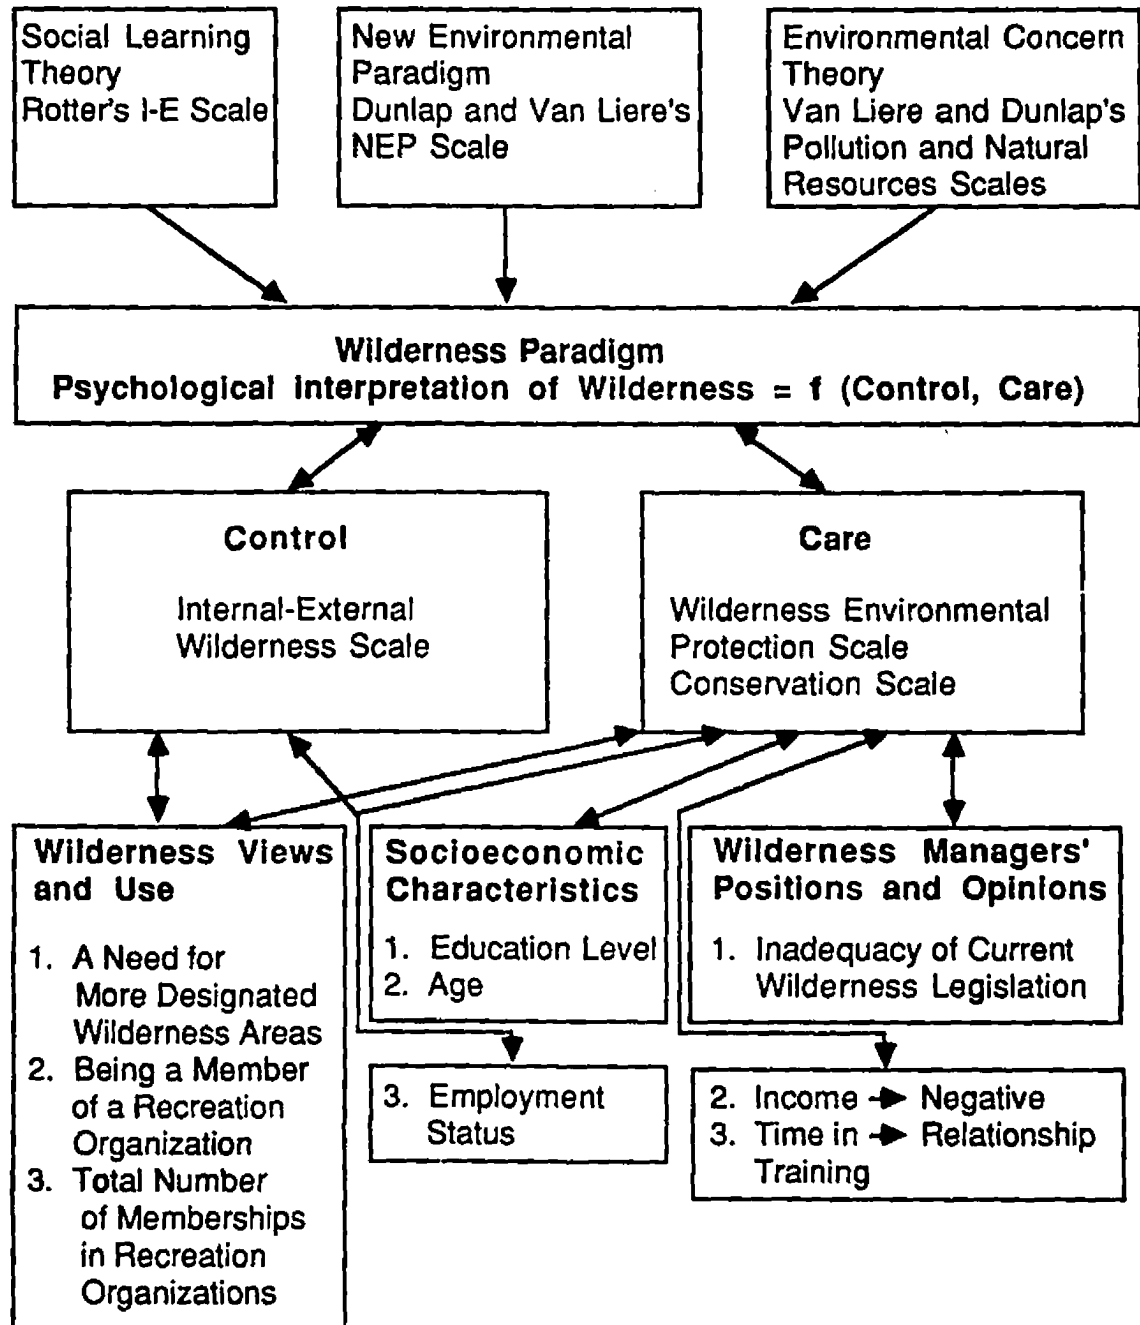 Social Learning
Theory
Rotter's I-E Scale
New Environmental
Paradigm
Dunlap and Van Liere's
NEP Scale
Environmental Concern
Theory
Van Liere and Dunlap's
Pollution and Natural
Resources Scales
Wilderness Paradigm
Psychological Interpretation of Wilderness = f (Control, Care)
Control
Internal-External
Wilderness Scale
Care
Wilderness Environmental
Protection Scale
Conservation Scale
Wilderness Views
and Use
1. A Need for
More Designated
Wilderness Areas
2. Being a Member
of a Recreation
Organization
3. Total Number
of Memberships
in Recreation
Organizations
Socioeconomic
Characteristics
1. Education Level
2. Age
3. Employment
Status
Wilderness Managers'
Positions and Opinions
1. Inadequacy of Current
Wilderness Legislation
2. Income → Negative
3. Time in → Relationship
Training